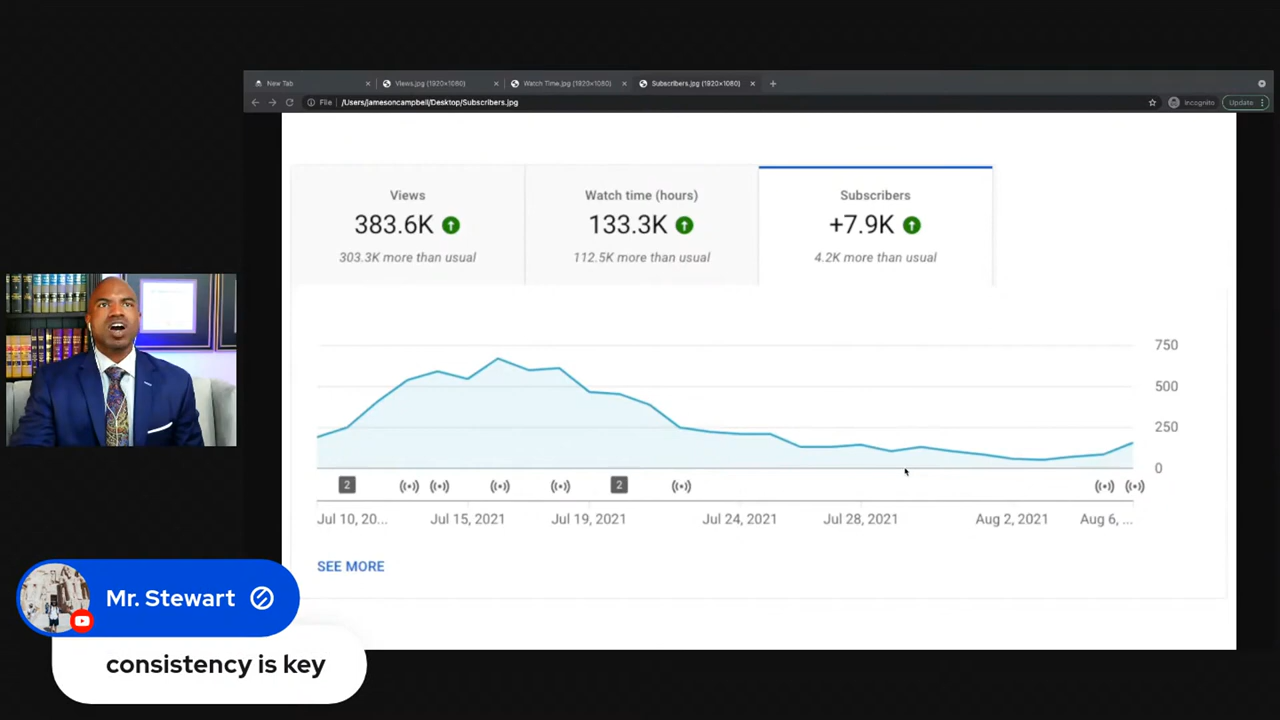 New Tab
Views.jpg (1920×1080)
Watch Time.jpg (1920×1080)
Subscribers.jpg (1920×1080)
File
/Users/jamesoncampbell/Desktop/Subscribers.jpg
Incognito
Update
Views
383.6K
303.3K more than usual
Watch time (hours)
133.3K
112.5K more than usual
Subscribers
+7.9K
4.2K more than usual
750
500
250
0
2
2
Jul 10, 20...
Jul 15, 2021
Jul 19, 2021
Jul 24, 2021
Jul 28, 2021
Aug 2, 2021
Aug 6, ...
SEE MORE
Mr. Stewart
consistency is key